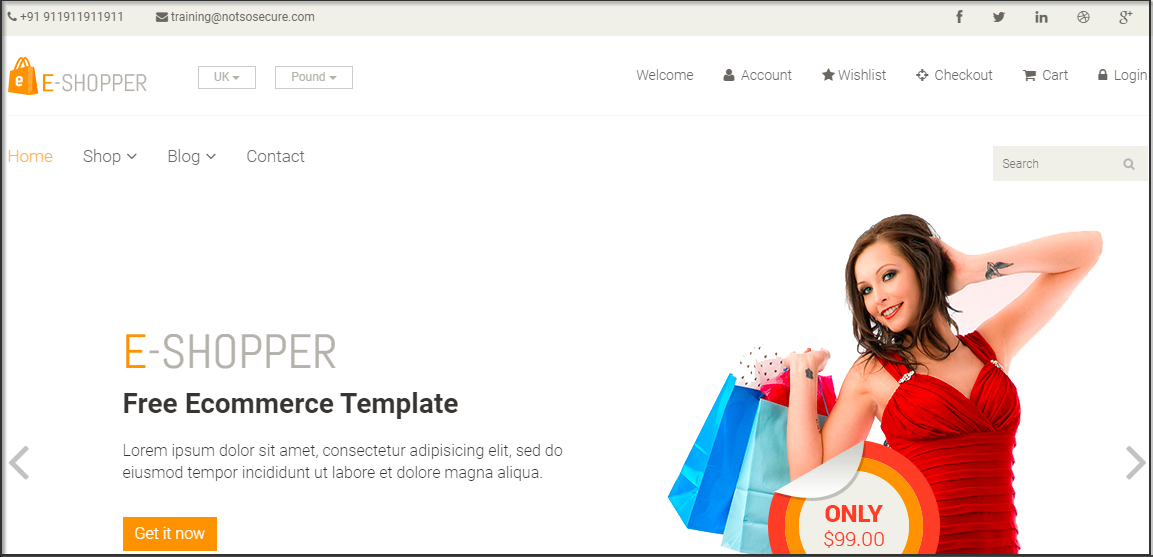 +91 911911911911 training@notsosecure.com
e E-SHOPPER UK Pound Welcome Account Wishlist Checkout Cart Login
Home Shop Blog Contact Search
E-SHOPPER
Free Ecommerce Template
Lorem ipsum dolor sit amet, consectetur adipisicing elit, sed do
eiusmod tempor incididunt ut labore et dolore magna aliqua.
Get it now
ONLY
$99.00